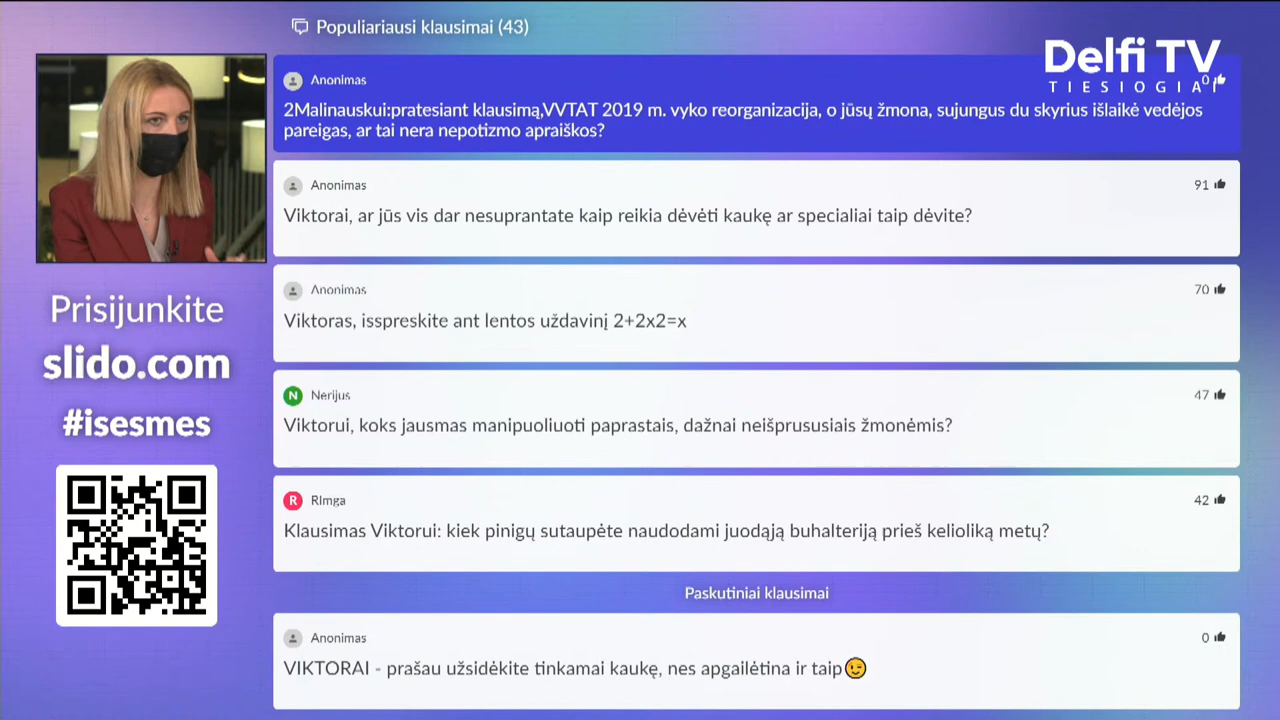 Populiariausi klausimai (43)
Delfi TV
TIESIOGIAI
Anonimas
0
2Malinauskui:pratesiant klausimą,VVTAT 2019 m. vyko reorganizacija, o jūsų žmona, sujungus du skyrius išlaikė vedėjos
pareigas, ar tai nera nepotizmo apraiškos?
Anonimas
91
Viktorai, ar jūs vis dar nesuprantate kaip reikia dėvėti kaukę ar specialiai taip dėvite?
Anonimas
70
Viktoras, isspreskite ant lentos uždavinį 2+2x2=x
N
Nerijus
47
Viktorui, koks jausmas manipuoliuoti paprastais, dažnai neišprususiais žmonėmis?
R
RImga
42
Klausimas Viktorui: kiek pinigų sutaupėte naudodami juodąją buhalteriją prieš kelioliką metų?
Paskutiniai klausimai
Anonimas
0
VIKTORAI - prašau užsidėkite tinkamai kaukę, nes apgailėtina ir taip😉
Prisijunkite
slido.com
#isesmes